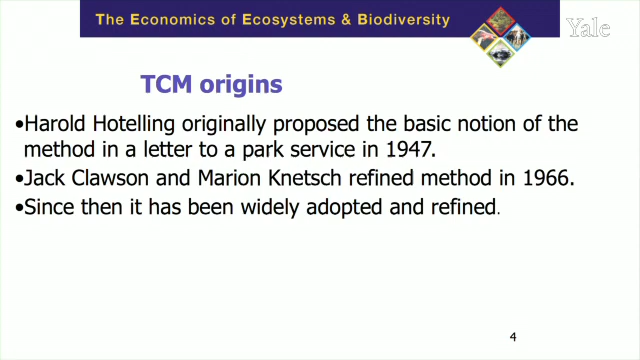 The Economics of Ecosystems & Biodiversity
Yale
TCM origins
•Harold Hotelling originally proposed the basic notion of the
method in a letter to a park service in 1947.
•Jack Clawson and Marion Knetsch refined method in 1966.
•Since then it has been widely adopted and refined.
4